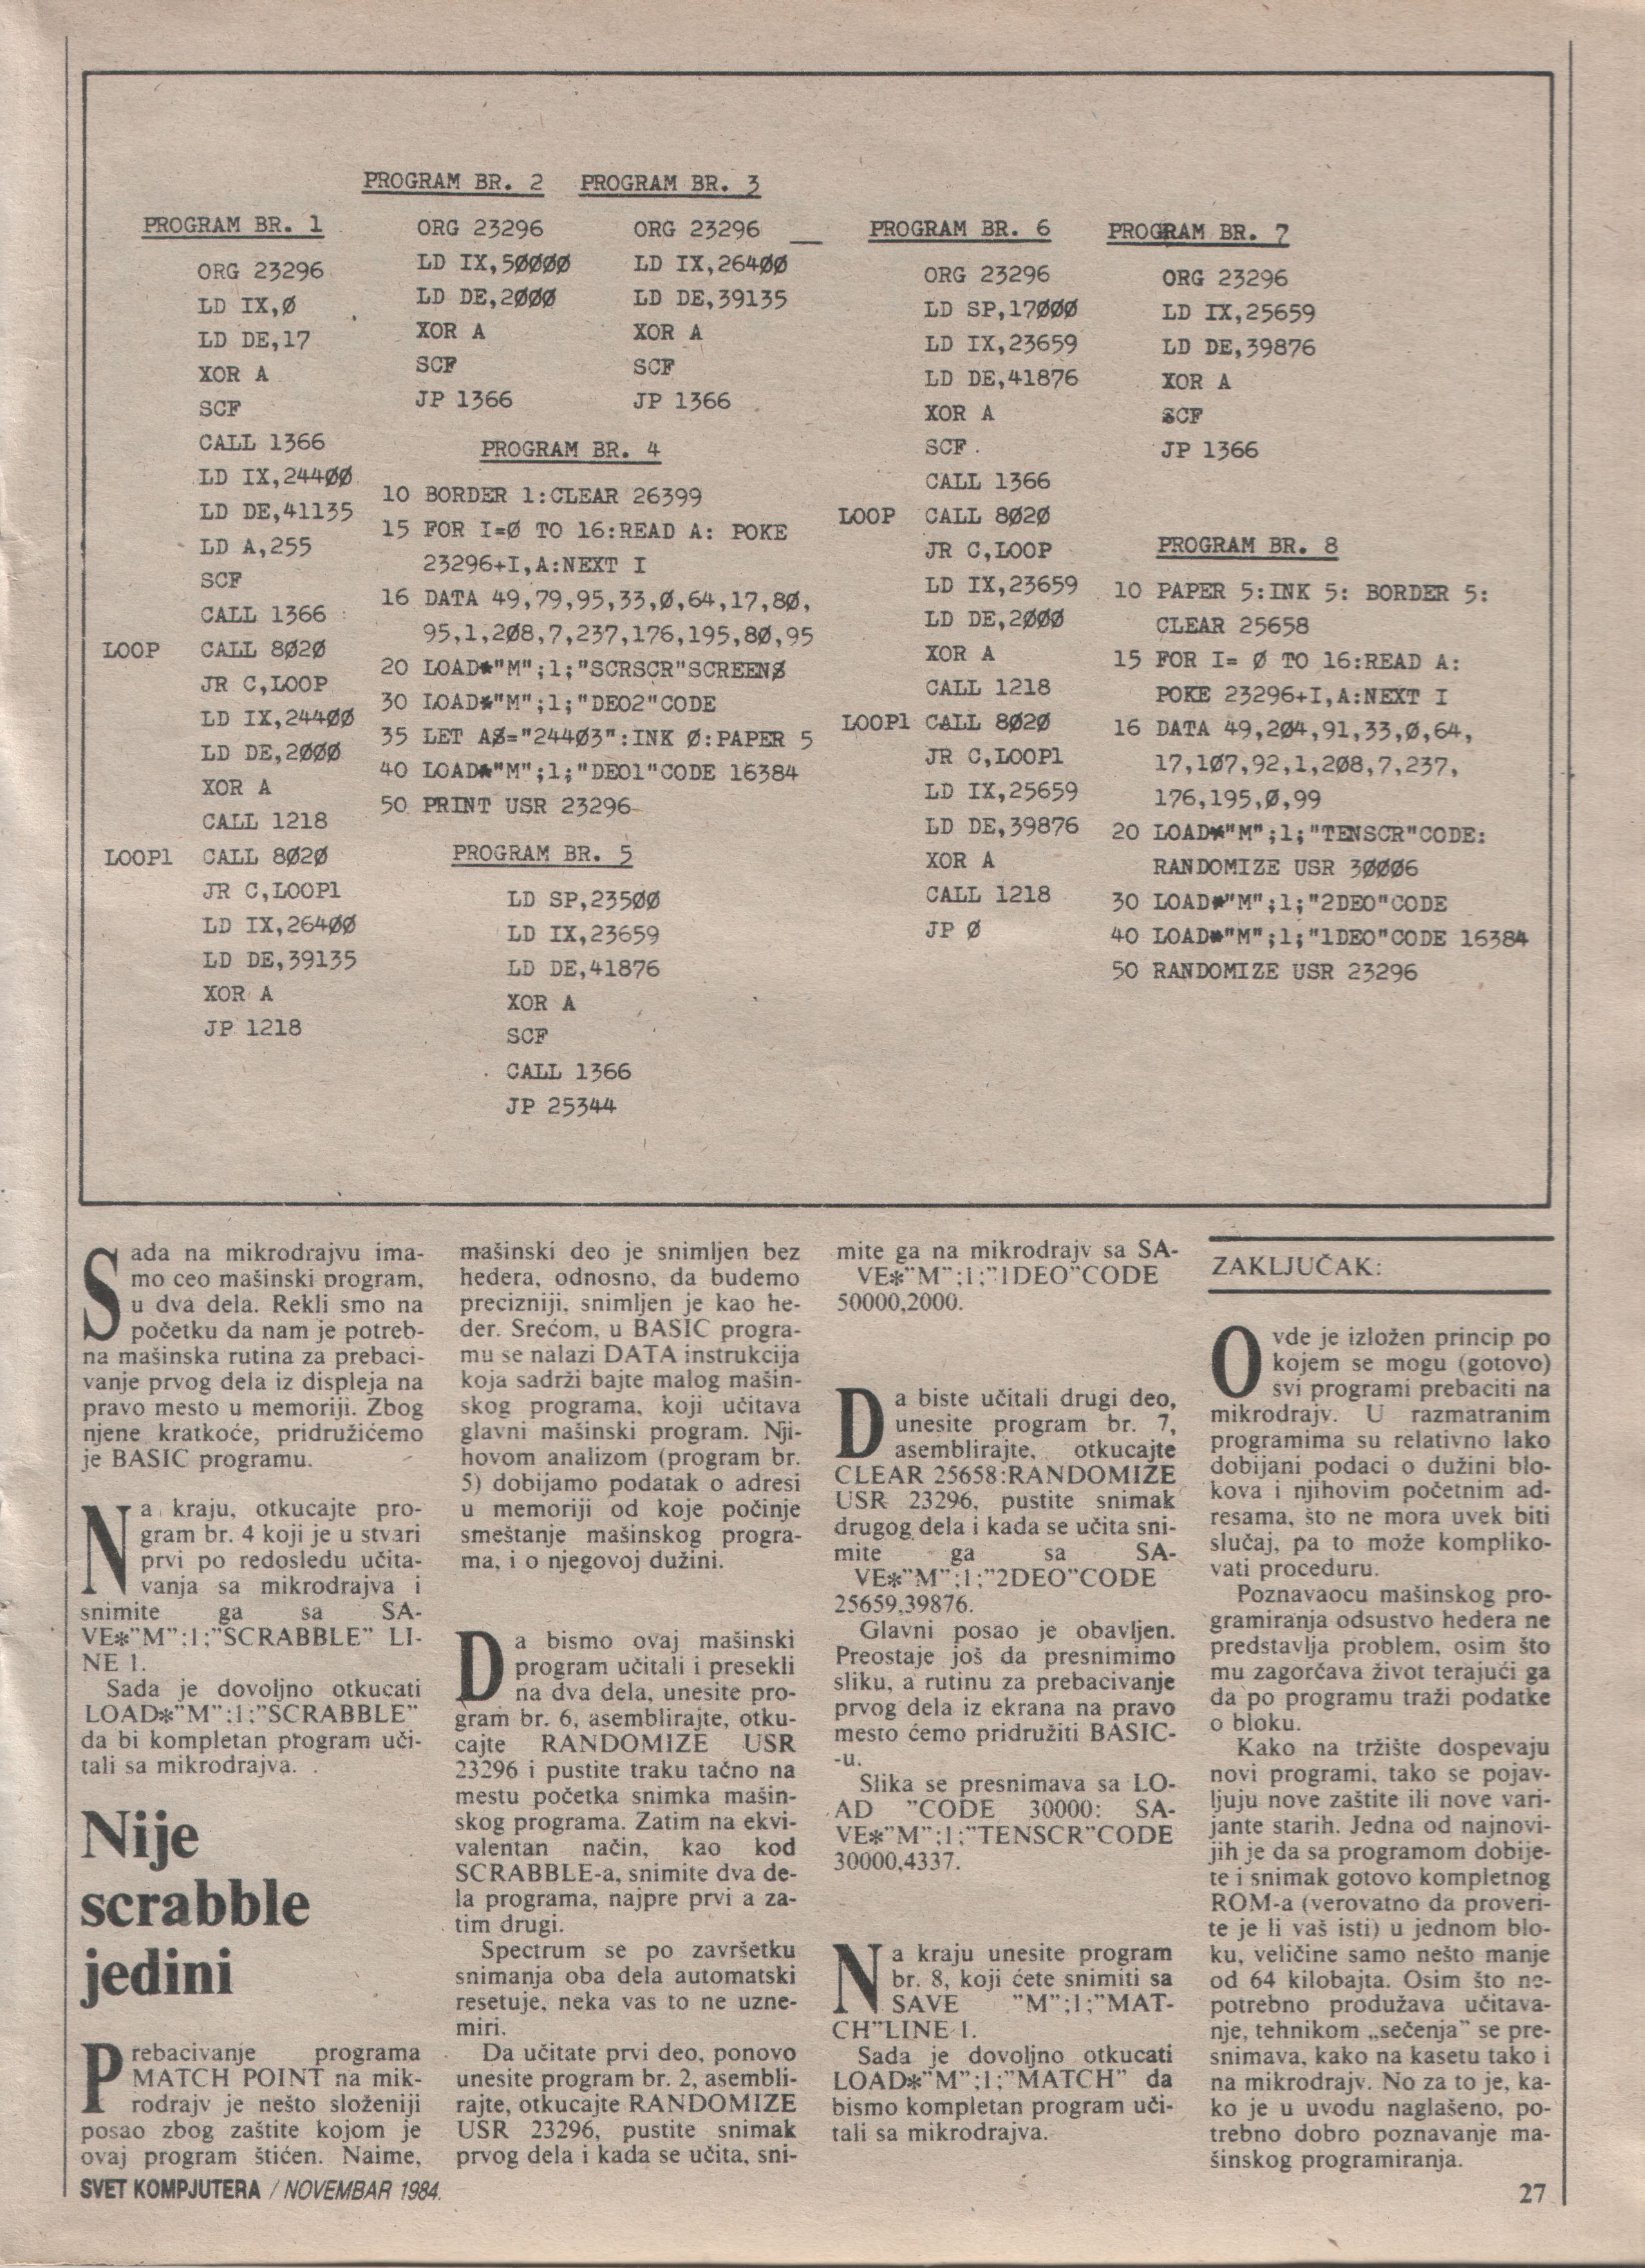 PROGRAM BR. 1
ORG 23296
LD IX,0
LD DE,17
XOR A
SCF
CALL 1366
LD IX,24400
LD DE,41135
LD A,255
SCF
CALL 1366
LOOP CALL 8020
JR C,LOOP
LD IX,24400
LD DE,2000
XOR A
CALL 1218
LOOP1 CALL 8020
JR C,LOOP1
LD IX,26400
LD DE,39135
XOR A
JP 1218
PROGRAM BR. 2
ORG 23296
LD IX,50000
LD DE,2000
XOR A
SCF
JP 1366
PROGRAM BR. 3
ORG 23296
LD IX,26400
LD DE,39135
XOR A
SCF
JP 1366
PROGRAM BR. 4
10 BORDER 1:CLEAR 26399
15 FOR I=0 TO 16:READ A: POKE
23296+I,A:NEXT I
16 DATA 49,79,95,33,0,64,17,80,
95,1,208,7,237,176,195,80,95
20 LOAD*"M";1;"SCRSCR"SCREEN$
30 LOAD*"M";1;"DEO2"CODE
35 LET A$="24403":INK 0:PAPER 5
40 LOAD*"M";1;"DEO1"CODE 16384
50 PRINT USR 23296
PROGRAM BR. 5
LD SP,23500
LD IX,23659
LD DE,41876
XOR A
SCF
CALL 1366
JP 25344
PROGRAM BR. 6
ORG 23296
LD SP,17000
LD IX,23659
LD DE,41876
XOR A
SCF
CALL 1366
LOOP CALL 8020
JR C,LOOP
LD IX,23659
LD DE,2000
XOR A
CALL 1218
LOOP1 CALL 8020
JR C,LOOP1
LD IX,25659
LD DE,39876
XOR A
CALL 1218
JP 0
PROGRAM BR. 7
ORG 23296
LD IX,25659
LD DE,39876
XOR A
SCF
JP 1366
PROGRAM BR. 8
10 PAPER 5:INK 5: BORDER 5:
CLEAR 25658
15 FOR I= 0 TO 16:READ A:
POKE 23296+I,A:NEXT I
16 DATA 49,204,91,33,0,64,
17,107,92,1,208,7,237,
176,195,0,99
20 LOAD*"M";1;"TENSCR"CODE:
RANDOMIZE USR 30006
30 LOAD*"M";1;"2DEO"CODE
40 LOAD*"M";1;"1DEO"CODE 16384
50 RANDOMIZE USR 23296
Sada na mikrodrajvu ima-
mo ceo mašinski program,
u dva dela. Rekli smo na
početku da nam je potreb-
na mašinska rutina za prebaci-
vanje prvog dela iz displeja na
pravo mesto u memoriji. Zbog
njene kratkoće, pridružićemo
je BASIC programu.
Na kraju, otkucajte pro-
gram br. 4 koji je u stvari
prvi po redosledu učita-
vanja sa mikrodrajva i
snimite ga sa SA-
VE*"M";1;"SCRABBLE" LI-
NE 1.
Sada je dovoljno otkucati
LOAD*"M";1;"SCRABBLE"
da bi kompletan program uči-
tali sa mikrodrajva.
Nije
scrabble
jedini
Prebacivanje programa
MATCH POINT na mik-
rodrajv je nešto složeniji
posao zbog zaštite kojom je
ovaj program štićen. Naime,
mašinski deo je snimljen bez
hedera, odnosno, da budemo
precizniji, snimljen je kao he-
der. Srećom, u BASIC progra-
mu se nalazi DATA instrukcija
koja sadrži bajte malog mašin-
skog programa, koji učitava
glavni mašinski program. Nji-
hovom analizom (program br.
5) dobijamo podatak o adresi
u memoriji od koje počinje
smeštanje mašinskog progra-
ma, i o njegovoj dužini.
Da bismo ovaj mašinski
program učitali i presekli
na dva dela, unesite pro-
gram br. 6, asemblirajte, otku-
cajte RANDOMIZE USR
23296 i pustite traku tačno na
mestu početka snimka mašin-
skog programa. Zatim na ekvi-
valentan način, kao kod
SCRABBLE-a, snimite dva de-
la programa, najpre prvi a za-
tim drugi.
Spectrum se po završetku
snimanja oba dela automatski
resetuje, neka vas to ne uzne-
miri.
Da učitate prvi deo, ponovo
unesite program br. 2, asembli-
rajte, otkucajte RANDOMIZE
USR 23296, pustite snimak
prvog dela i kada se učita, sni-
mite ga na mikrodrajv sa SA-
VE*"M";1;"1DEO"CODE
50000,2000.
Da biste učitali drugi deo,
unesite program br. 7,
asemblirajte, otkucajte
CLEAR 25658:RANDOMIZE
USR 23296, pustite snimak
drugog dela i kada se učita sni-
mite ga sa SA-
VE*"M";1;"2DEO"CODE
25659,39876.
Glavni posao je obavljen.
Preostaje još da presnimimo
sliku, a rutinu za prebacivanje
prvog dela iz ekrana na pravo
mesto ćemo pridružiti BASIC-
-u.
Slika se presnimava sa LO-
AD "CODE 30000: SA-
VE*"M";1;"TENSCR"CODE
30000,4337.
Na kraju unesite program
br. 8, koji ćete snimiti sa
SAVE "M";1;"MAT-
CH"LINE 1.
Sada je dovoljno otkucati
LOAD*"M";1;"MATCH" da
bismo kompletan program uči-
tali sa mikrodrajva.
ZAKLJUČAK:
Ovde je izložen princip po
kojem se mogu (gotovo)
svi programi prebaciti na
mikrodrajv. U razmatranim
programima su relativno lako
dobijani podaci o dužini blo-
kova i njihovim početnim ad-
resama, što ne mora uvek biti
slučaj, pa to može kompliko-
vati proceduru.
Poznavaocu mašinskog pro-
gramiranja odsustvo hedera ne
predstavlja problem, osim što
mu zagorčava život terajući ga
da po programu traži podatke
o bloku.
Kako na tržište dospevaju
novi programi, tako se pojav-
ljuju nove zaštite ili nove vari-
jante starih. Jedna od najnovi-
jih je da sa programom dobije-
te i snimak gotovo kompletnog
ROM-a (verovatno da proveri-
te je li vaš isti) u jednom blo-
ku, veličine samo nešto manje
od 64 kilobajta. Osim što ne-
potrebno produžava učitava-
nje, tehnikom „sečenja" se pre-
snimava, kako na kasetu tako i
na mikrodrajv. No za to je, ka-
ko je u uvodu naglašeno, po-
trebno dobro poznavanje ma-
šinskog programiranja.
SVET KOMPJUTERA / NOVEMBAR 1984.
27